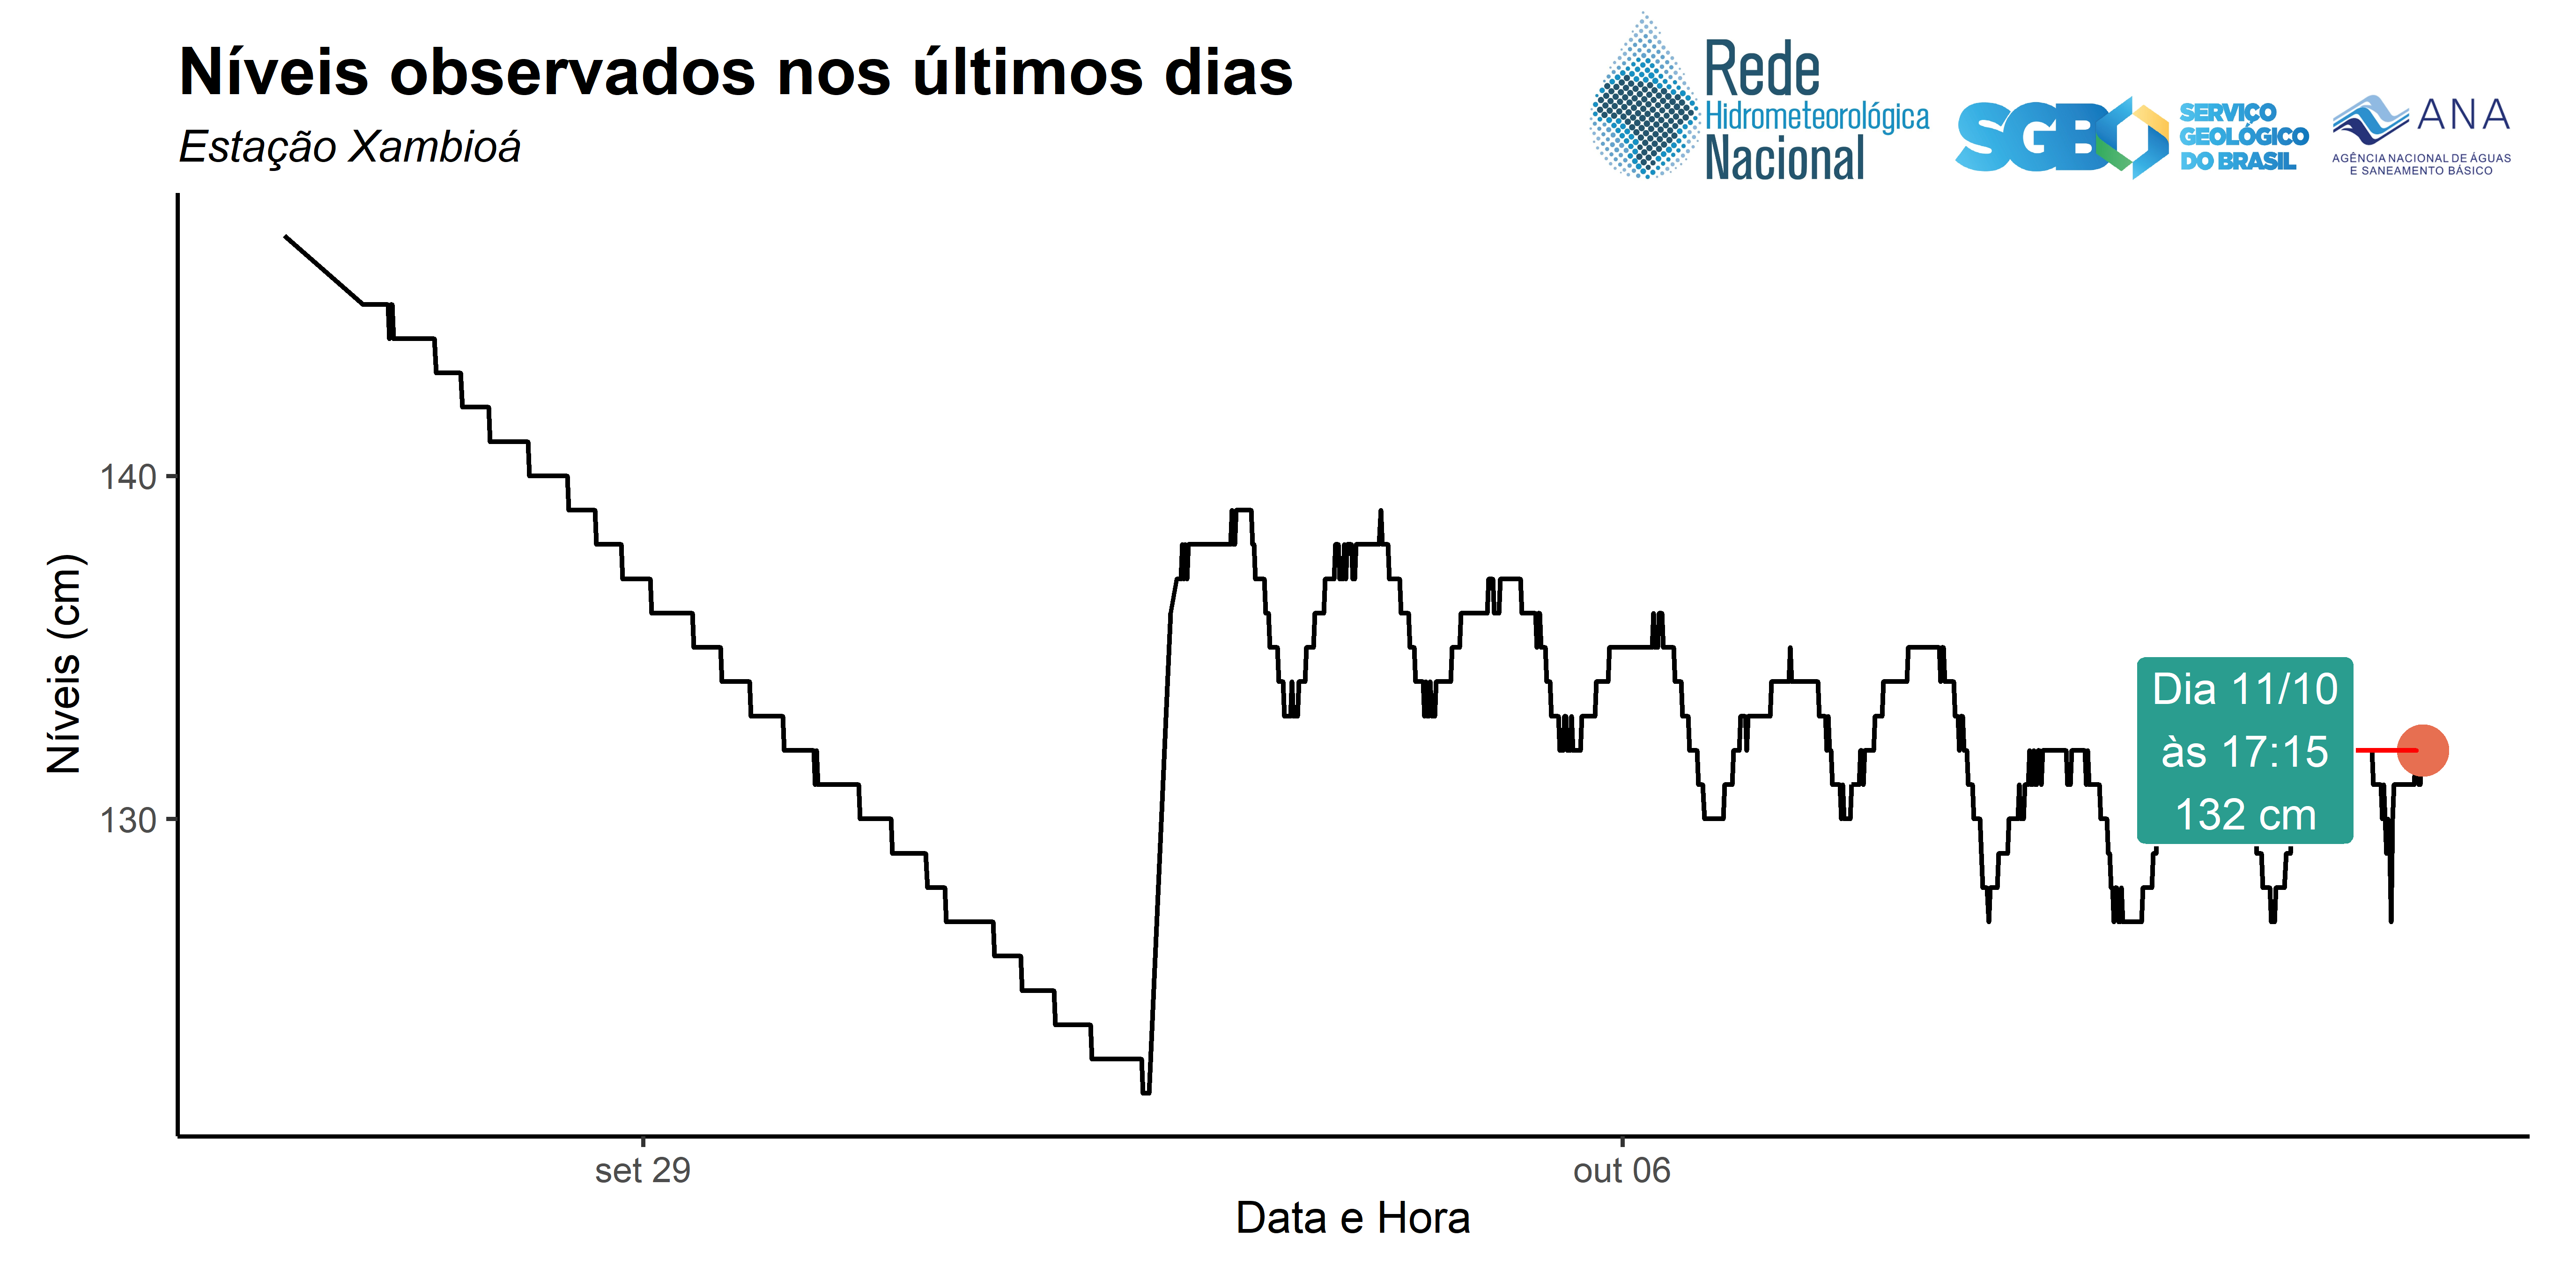 Níveis observados nos últimos dias
Estação Xambioá
Rede
Hidrometeorológica
Nacional
SGB
SERVIÇO
GEOLÓGICO
DO BRASIL
ANA
AGÊNCIA NACIONAL DE ÁGUAS
E SANEAMENTO BÁSICO
Níveis (cm)
140
130
Dia 11/10
às 17:15
132 cm
set 29
out 06
Data e Hora